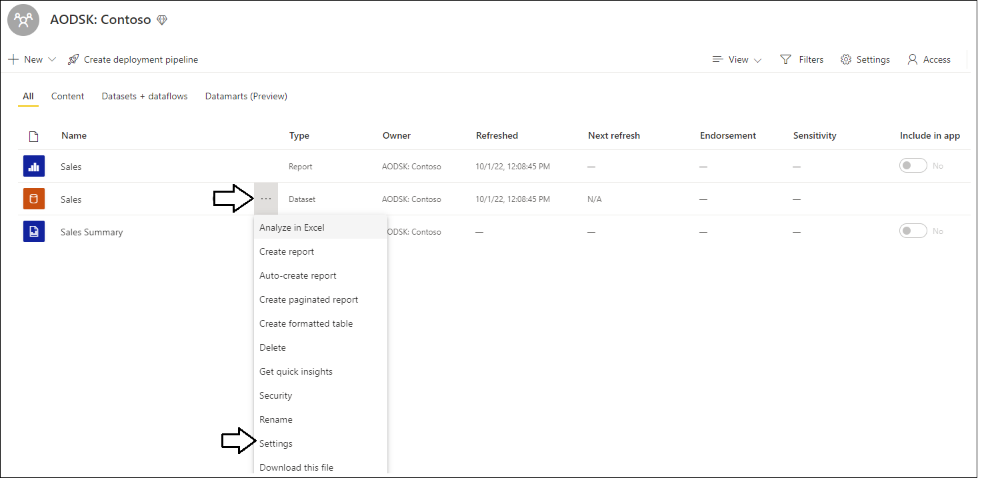 AODSK: Contoso
New
Create deployment pipeline
View
Filters
Settings
Access
All
Content
Datasets + dataflows
Datamarts (Preview)
Name Type Owner Refreshed Next refresh Endorsement Sensitivity Include in app
Sales Report AODSK: Contoso 10/1/22, 12:08:45 PM — — — No
Sales ... Dataset AODSK: Contoso 10/1/22, 12:08:45 PM N/A — —
Sales Summary ODSK: Contoso — — — — No
Analyze in Excel
Create report
Auto-create report
Create paginated report
Create formatted table
Delete
Get quick insights
Security
Rename
Settings
Download this file